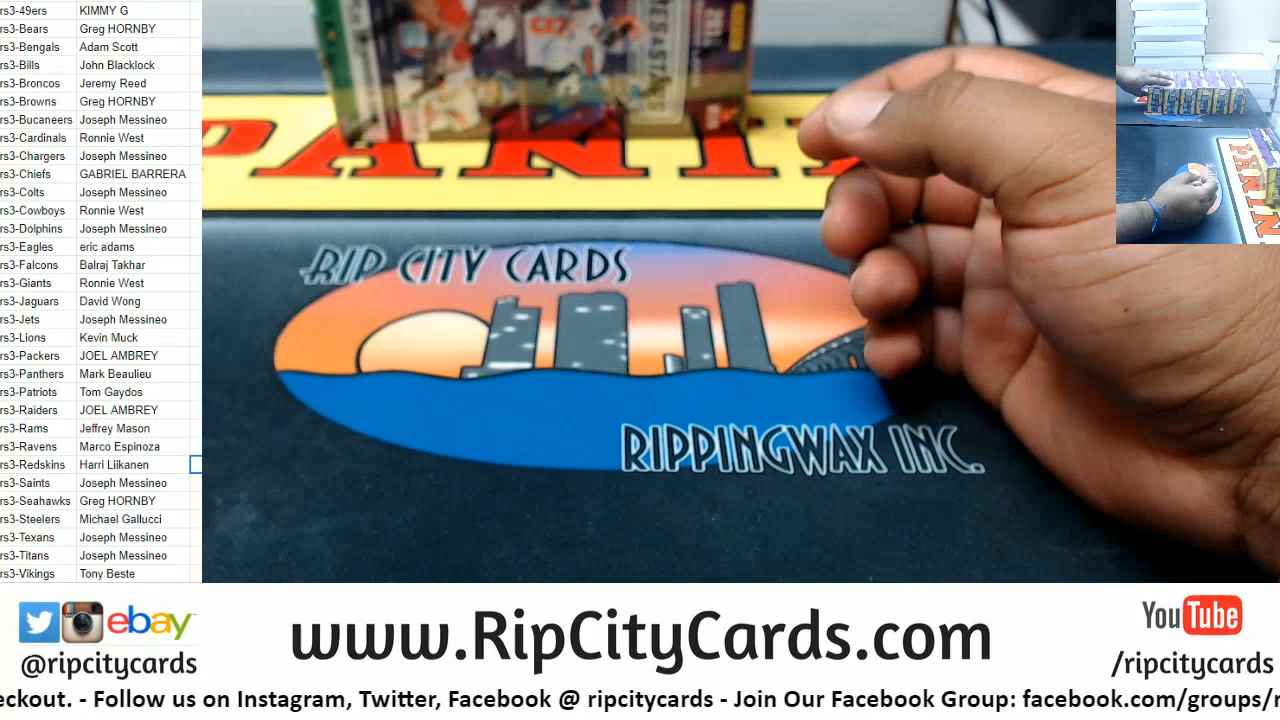 rs3-49ers KIMMY G
rs3-Bears Greg HORNBY
rs3-Bengals Adam Scott
rs3-Bills John Blacklock
rs3-Broncos Jeremy Reed
rs3-Browns Greg HORNBY
rs3-Bucaneers Joseph Messineo
rs3-Cardinals Ronnie West
rs3-Chargers Joseph Messineo
rs3-Chiefs GABRIEL BARRERA
rs3-Colts Joseph Messineo
rs3-Cowboys Ronnie West
rs3-Dolphins Joseph Messineo
rs3-Eagles eric adams
rs3-Falcons Balraj Takhar
rs3-Giants Ronnie West
rs3-Jaguars David Wong
rs3-Jets Joseph Messineo
rs3-Lions Kevin Muck
rs3-Packers JOEL AMBREY
rs3-Panthers Mark Beaulieu
rs3-Patriots Tom Gaydos
rs3-Raiders JOEL AMBREY
rs3-Rams Jeffrey Mason
rs3-Ravens Marco Espinoza
rs3-Redskins Harri Liikanen
rs3-Saints Joseph Messineo
rs3-Seahawks Greg HORNBY
rs3-Steelers Michael Gallucci
rs3-Texans Joseph Messineo
rs3-Titans Joseph Messineo
rs3-Vikings Tony Beste
PANINI
RIP CITY CARDS
RIPPINGWAX INC.
PANIN
ebay
@ripcitycards
www.RipCityCards.com
YouTube
/ripcitycards
eckout. - Follow us on Instagram, Twitter, Facebook @ ripcitycards - Join Our Facebook Group: facebook.com/groups/r